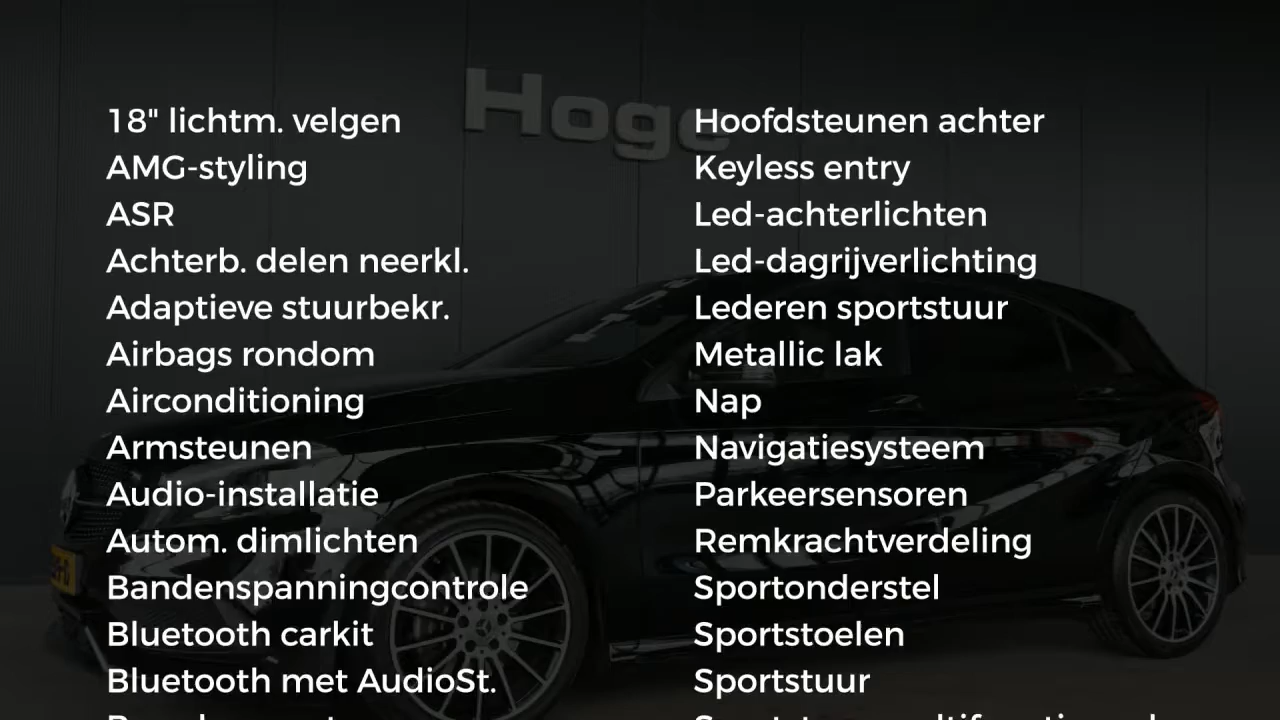 Hoge
18" lichtm. velgen
AMG-styling
ASR
Achterb. delen neerkl.
Adaptieve stuurbekr.
Airbags rondom
Airconditioning
Armsteunen
Audio-installatie
Autom. dimlichten
Bandenspanningcontrole
Bluetooth carkit
Bluetooth met AudioSt.
Hoofdsteunen achter
Keyless entry
Led-achterlichten
Led-dagrijverlichting
Lederen sportstuur
Metallic lak
Nap
Navigatiesysteem
Parkeersensoren
Remkrachtverdeling
Sportonderstel
Sportstoelen
Sportstuur